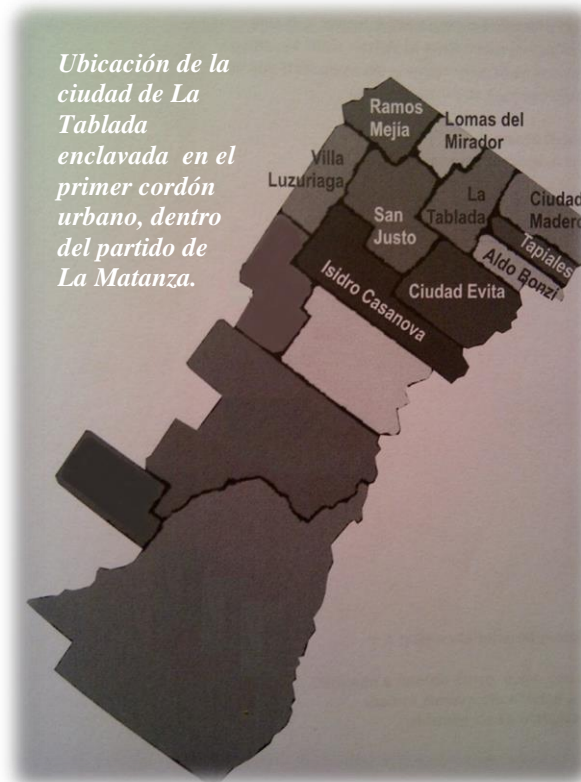 Ubicación de la
ciudad de La
Tablada
enclavada en el
primer cordón
urbano, dentro
del partido de
La Matanza.
Ramos
Mejía
Lomas del
Mirador
Villa
Luzuriaga
San
Justo
La
Tablada
Ciudad
Madero
Tapiales
Aldo Bonzi
Isidro Casanova
Ciudad Evita